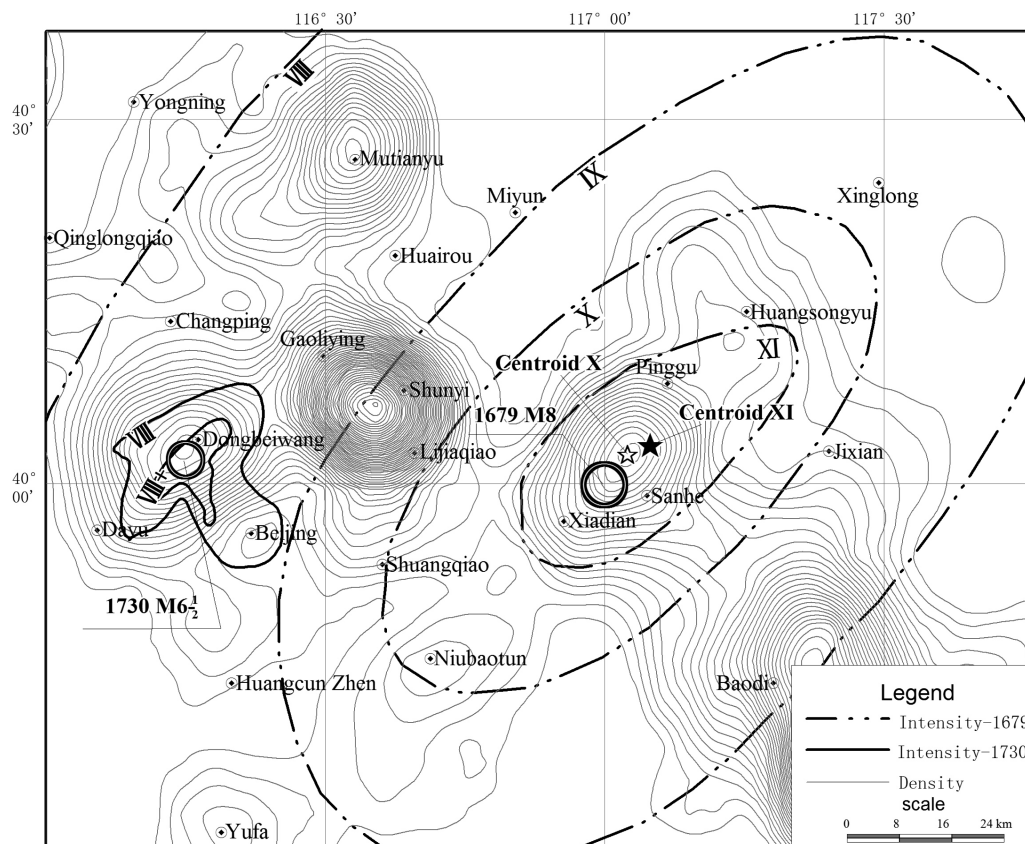 116° 30'
117° 00'
117° 30'
Ⅷ
40°
30'
Yongning
Mutianyu
Ⅸ
Miyun
Xinglong
Qinglongqiao
Huairou
Changping
Gaoliying
Ⅹ
Huangsongyu
Ⅺ
Centroid X
Pinggu
Shunyi
1679 M8
Centroid XI
Ⅷ
Dongbeiwang
Lijiaqiao
Jixian
40°
00'
Ⅷ+
Sanhe
Xiadian
Dayu
Beijing
Shuangqiao
1730 M6-1/2
Niubaotun
Huangcun Zhen
Baodi
Legend
Intensity-1679
Intensity-1730
Density
scale
0 8 16 24 km
Yufa